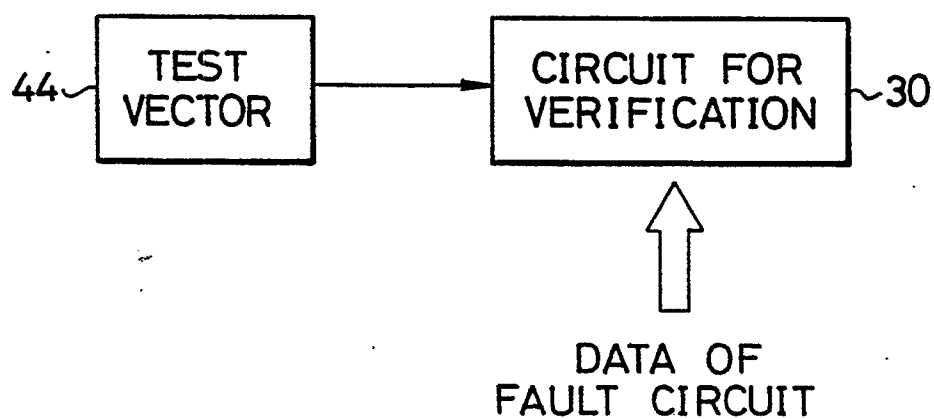 44
TEST
VECTOR
CIRCUIT FOR
VERIFICATION
30
DATA OF
FAULT CIRCUIT